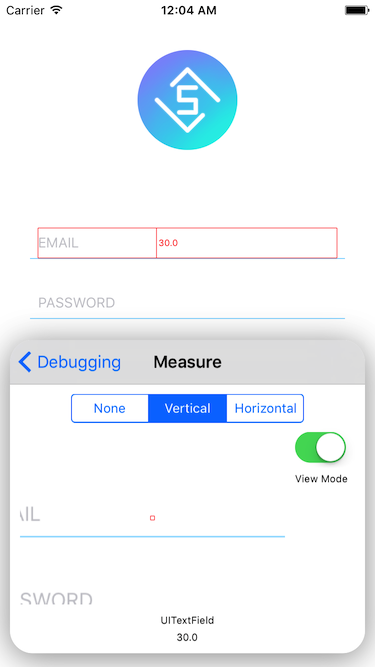 Carrier 12:04 AM
S
EMAIL 30.0
PASSWORD
Debugging Measure
None Vertical Horizontal
View Mode
AIL
SWORD
UITextField
30.0